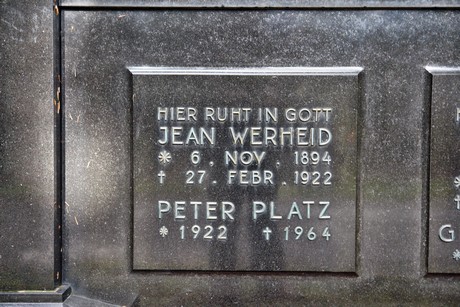 HIER RUHT IN GOTT
JEAN WERHEID
* 6. NOV. 1894
† 27. FEBR. 1922
PETER PLATZ
* 1922 † 1964